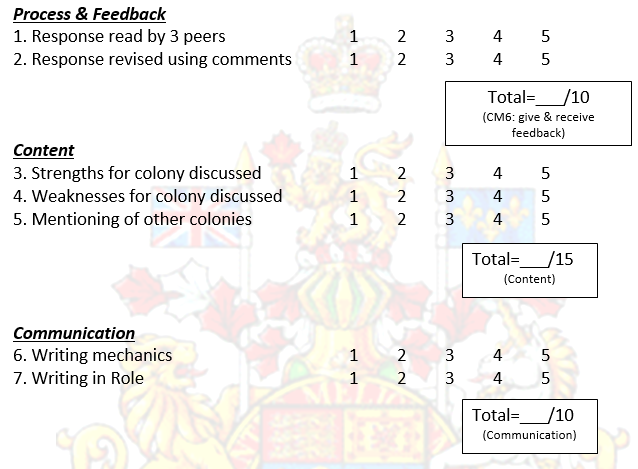 Process & Feedback
1. Response read by 3 peers 1 2 3 4 5
2. Response revised using comments 1 2 3 4 5
Total=___/10
(CM6: give & receive
feedback)
Content
3. Strengths for colony discussed 1 2 3 4 5
4. Weaknesses for colony discussed 1 2 3 4 5
5. Mentioning of other colonies 1 2 3 4 5
Total=___/15
(Content)
Communication
6. Writing mechanics 1 2 3 4 5
7. Writing in Role 1 2 3 4 5
Total=___/10
(Communication)